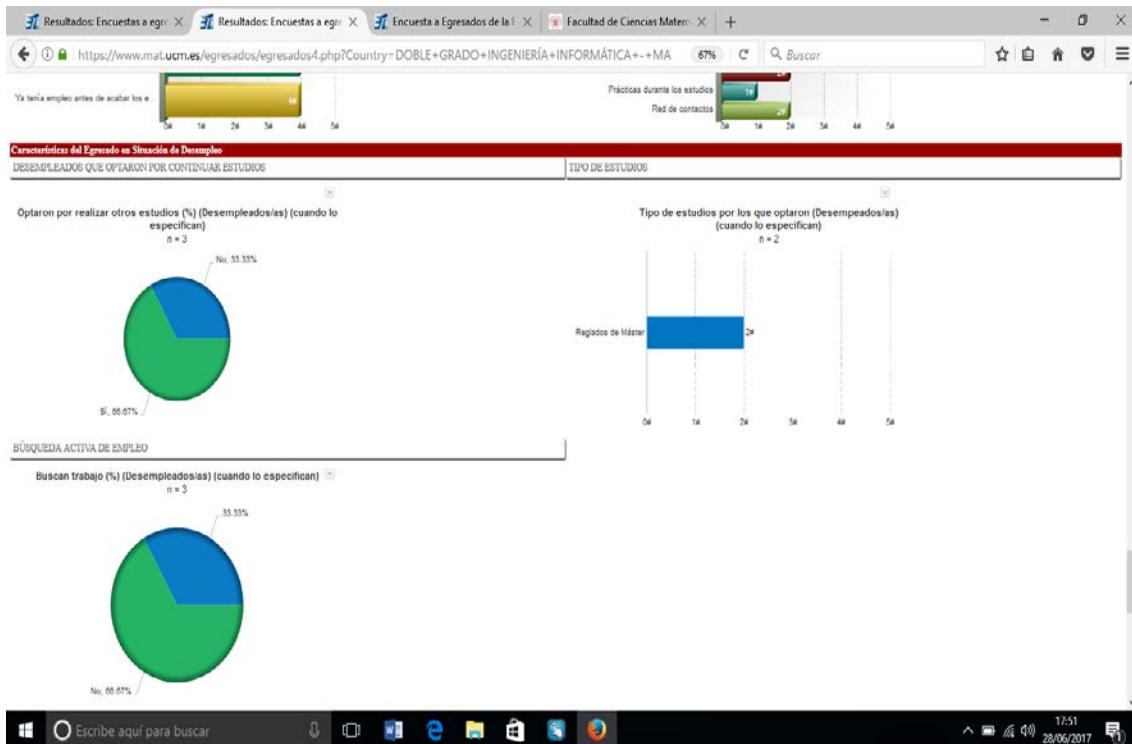 Resultados: Encuestas a egre
Resultados: Encuestas a egre
Encuesta a Egresados de la F
Facultad de Ciencias Matem
https://www.mat.ucm.es/egresados/egresados4.php?Country=DOBLE+GRADO+INGENIERÍA+INFORMÁTICA+-+MA
67%
Buscar
Ya tenía empleo antes de acabar los e...
4#
0# 1# 2# 3# 4# 5#
Prácticas durante los estudios
Red de contactos
2#
1#
2#
0# 1# 2# 3# 4# 5#
Características del Egresado en Situación de Desempleo
DESEMPLEADOS QUE OPTARON POR CONTINUAR ESTUDIOS
TIPO DE ESTUDIOS
Optaron por realizar otros estudios (%) (Desempleados/as) (cuando lo
especifican)
n = 3
No, 33.33%
Sí, 66.67%
Tipo de estudios por los que optaron (Desempeados/as)
(cuando lo especifican)
n = 2
Reglados de Máster
2#
0# 1# 2# 3# 4# 5#
BÚSQUEDA ACTIVA DE EMPLEO
Buscan trabajo (%) (Desempleados/as) (cuando lo especifican)
n = 3
33.33%
No, 66.67%
Escribe aquí para buscar
17:51
28/06/2017